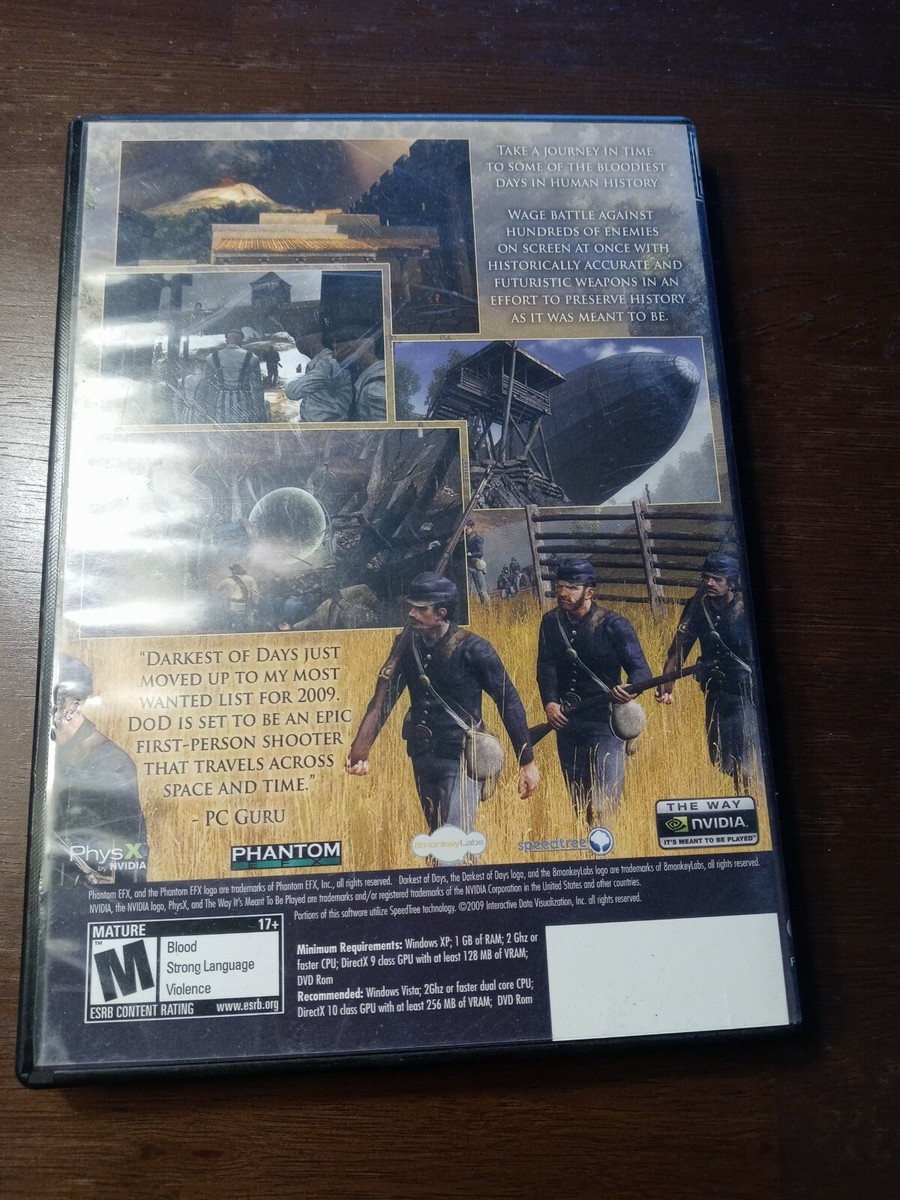 TAKE A JOURNEY IN TIME
TO SOME OF THE BLOODIEST
DAYS IN HUMAN HISTORY.
WAGE BATTLE AGAINST
HUNDREDS OF ENEMIES
ON SCREEN AT ONCE WITH
HISTORICALLY ACCURATE AND
FUTURISTIC WEAPONS IN AN
EFFORT TO PRESERVE HISTORY
AS IT WAS MEANT TO BE.
"DARKEST OF DAYS JUST
MOVED UP TO MY MOST
WANTED LIST FOR 2009.
DOD IS SET TO BE AN EPIC
FIRST-PERSON SHOOTER
THAT TRAVELS ACROSS
SPACE AND TIME."
- PC GURU
PhysX
by NVIDIA
PHANTOM
EFX
8monkeyLabs
speedtree
THE WAY
NVIDIA.
IT'S MEANT TO BE PLAYED™
Phantom EFX, and the Phantom EFX logo are trademarks of Phantom EFX, Inc., all rights reserved. Darkest of Days, the Darkest of Days logo, and the 8monkeyLabs logo are trademarks of 8monkeyLabs, all rights reserved.
NVIDIA, the NVIDIA logo, PhysX, and The Way It's Meant To Be Played are trademarks and/or registered trademarks of the NVIDIA Corporation in the United States and other countries.
Portions of this software utilize SpeedTree technology. ©2009 Interactive Data Visualization, Inc. all rights reserved.
MATURE 17+
M™
Blood
Strong Language
Violence
ESRB CONTENT RATING www.esrb.org
Minimum Requirements: Windows XP; 1 GB of RAM; 2 Ghz or
faster CPU; DirectX 9 class GPU with at least 128 MB of VRAM;
DVD Rom
Recommended: Windows Vista; 2Ghz or faster dual core CPU;
DirectX 10 class GPU with at least 256 MB of VRAM; DVD Rom